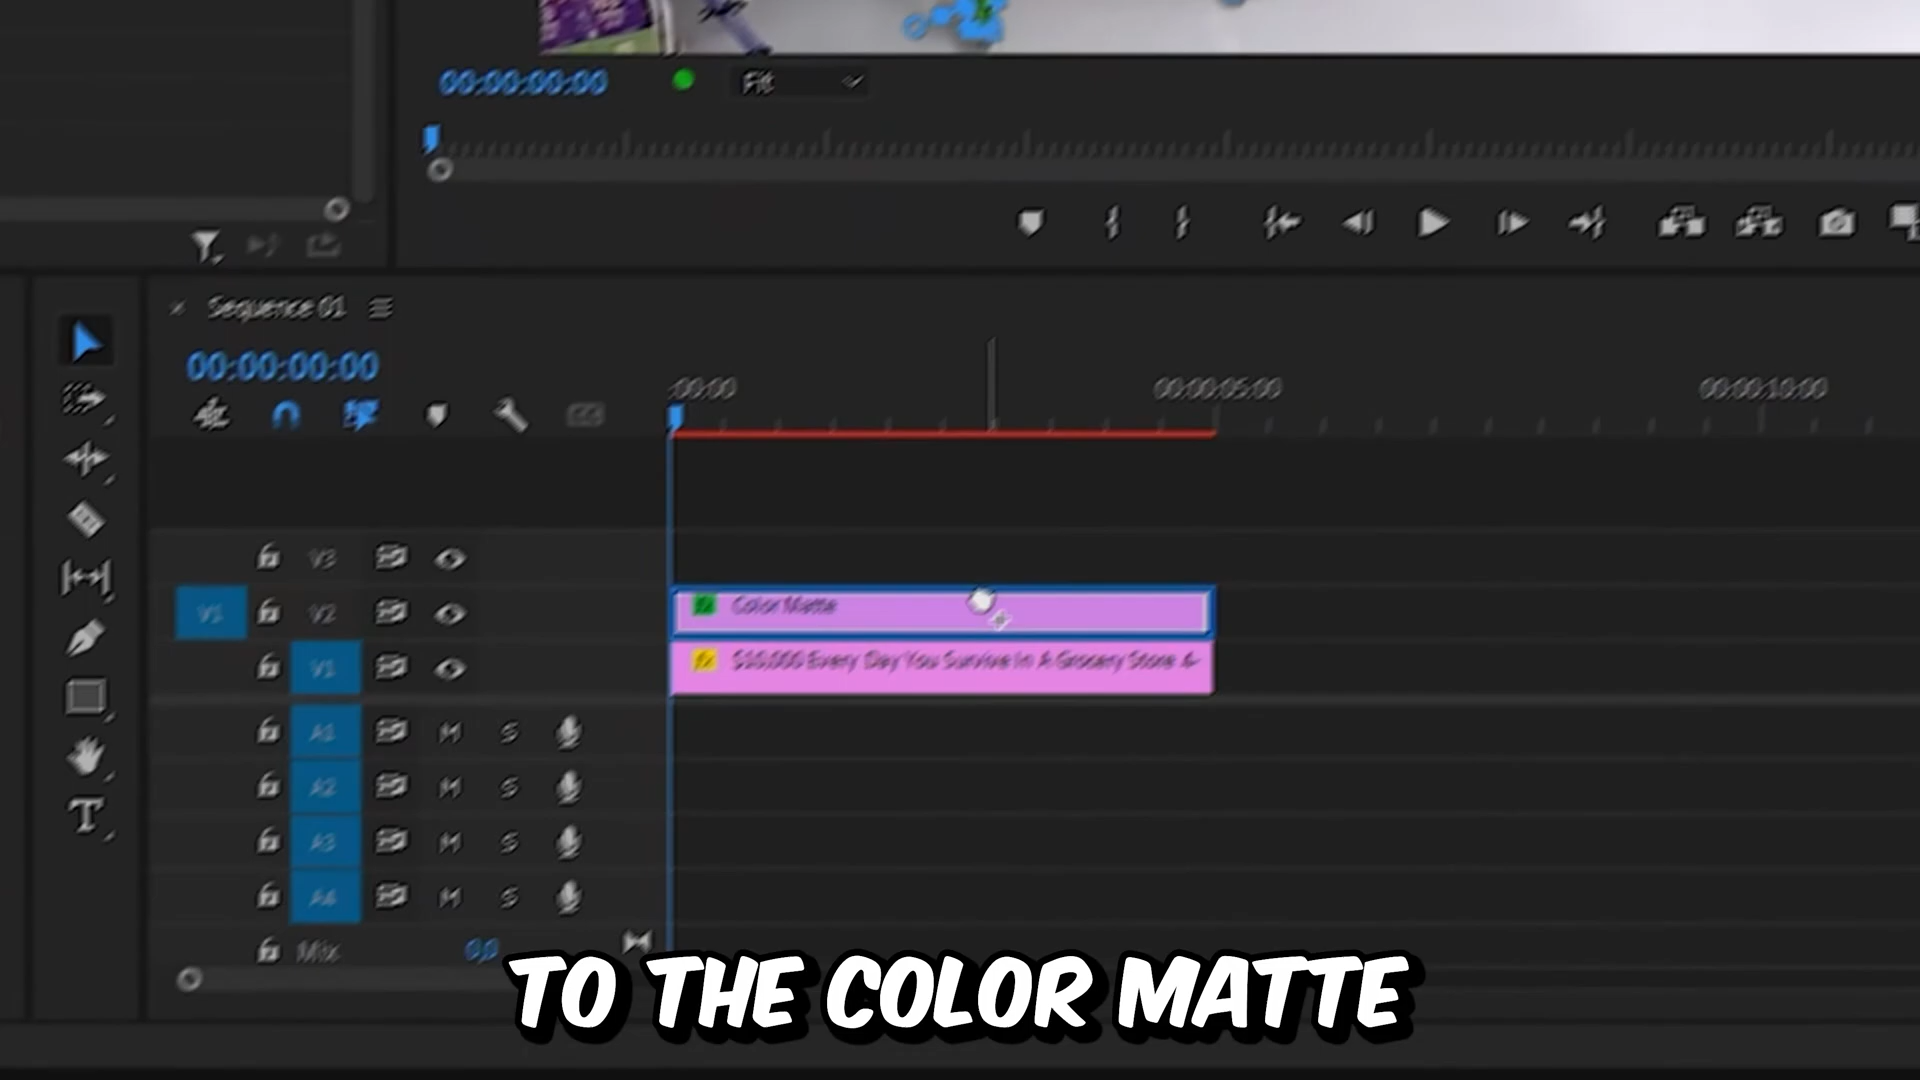 00:00:00:00
Fit
Sequence 01
00:00:00:00
:00:00
00:00:05:00
00:00:10:00
V3
V1
V2
Color Matte
V1
$10,000 Every Day You Survive In A Grocery Store
A1
M
S
A2
M
S
A3
M
S
A4
M
S
Mix
0,0
TO THE COLOR MATTE